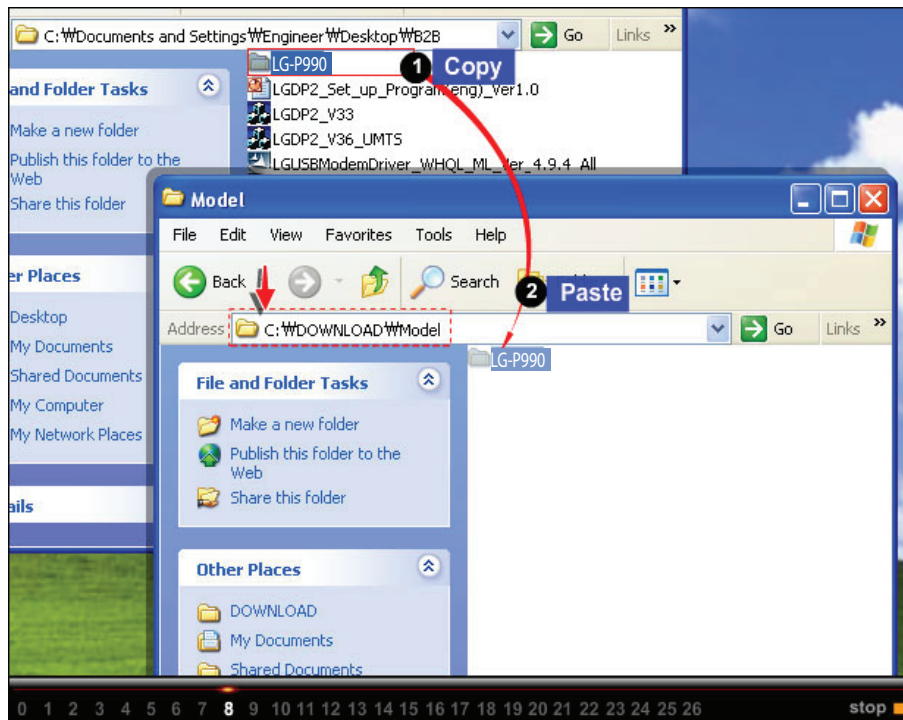 C:₩Documents and Settings₩Engineer₩Desktop₩B2B Go Links »
LG-P990
1 Copy
and Folder Tasks
LGDP2_Set_up_Program(eng)_Ver1.0
LGDP2_V33
Make a new folder
LGDP2_V36_UMTS
Publish this folder to the
Web
LGUSBModemDriver_WHQL_ML_Ver_4.9.4_All
Share this folder
er Places
Desktop
My Documents
Shared Documents
My Computer
My Network Places
ails
Model
File Edit View Favorites Tools Help
Back Search
2 Paste
Address C:₩DOWNLOAD₩Model Go Links »
LG-P990
File and Folder Tasks
Make a new folder
Publish this folder to the
Web
Share this folder
Other Places
DOWNLOAD
My Documents
Shared Documents
0 1 2 3 4 5 6 7 8 9 10 11 12 13 14 15 16 17 18 19 20 21 22 23 24 25 26 stop